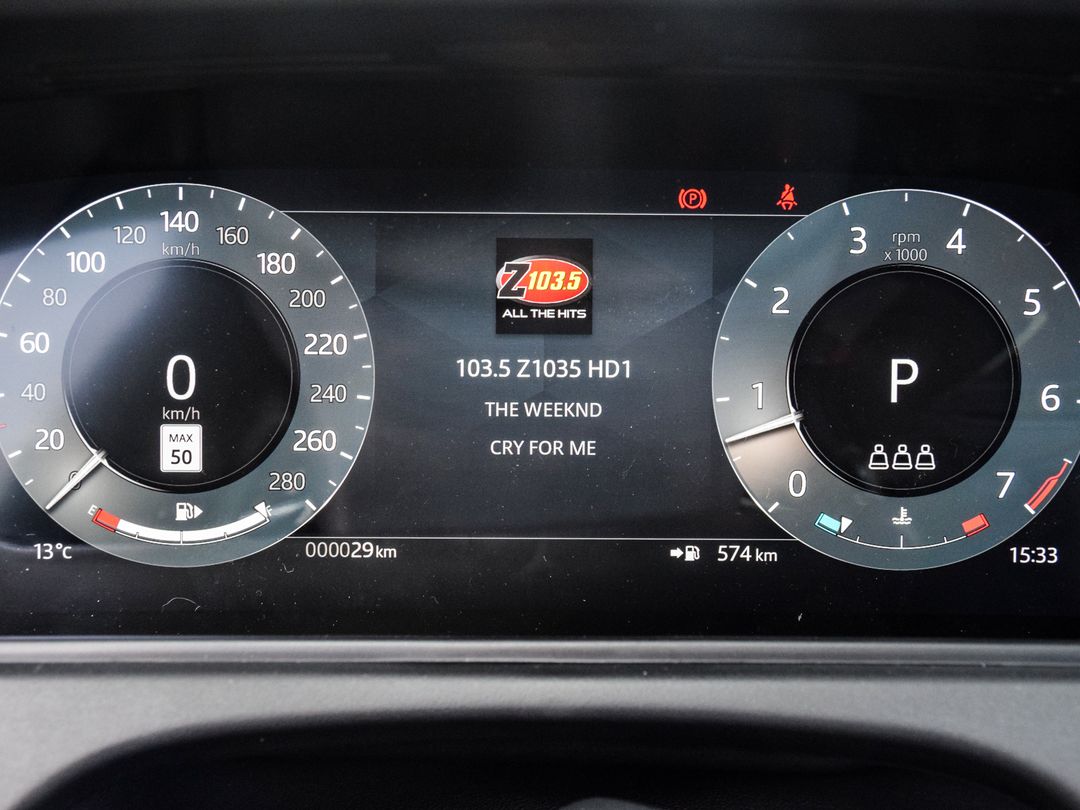 140
km/h
120
160
100
180
80
200
60
220
40
240
20
260
0
280
0
km/h
MAX
50
E
F
13°C
000029km
Z103.5
ALL THE HITS
103.5 Z1035 HD1
THE WEEKND
CRY FOR ME
P
574 km
rpm
x 1000
3
4
2
5
1
6
0
7
P
15:33